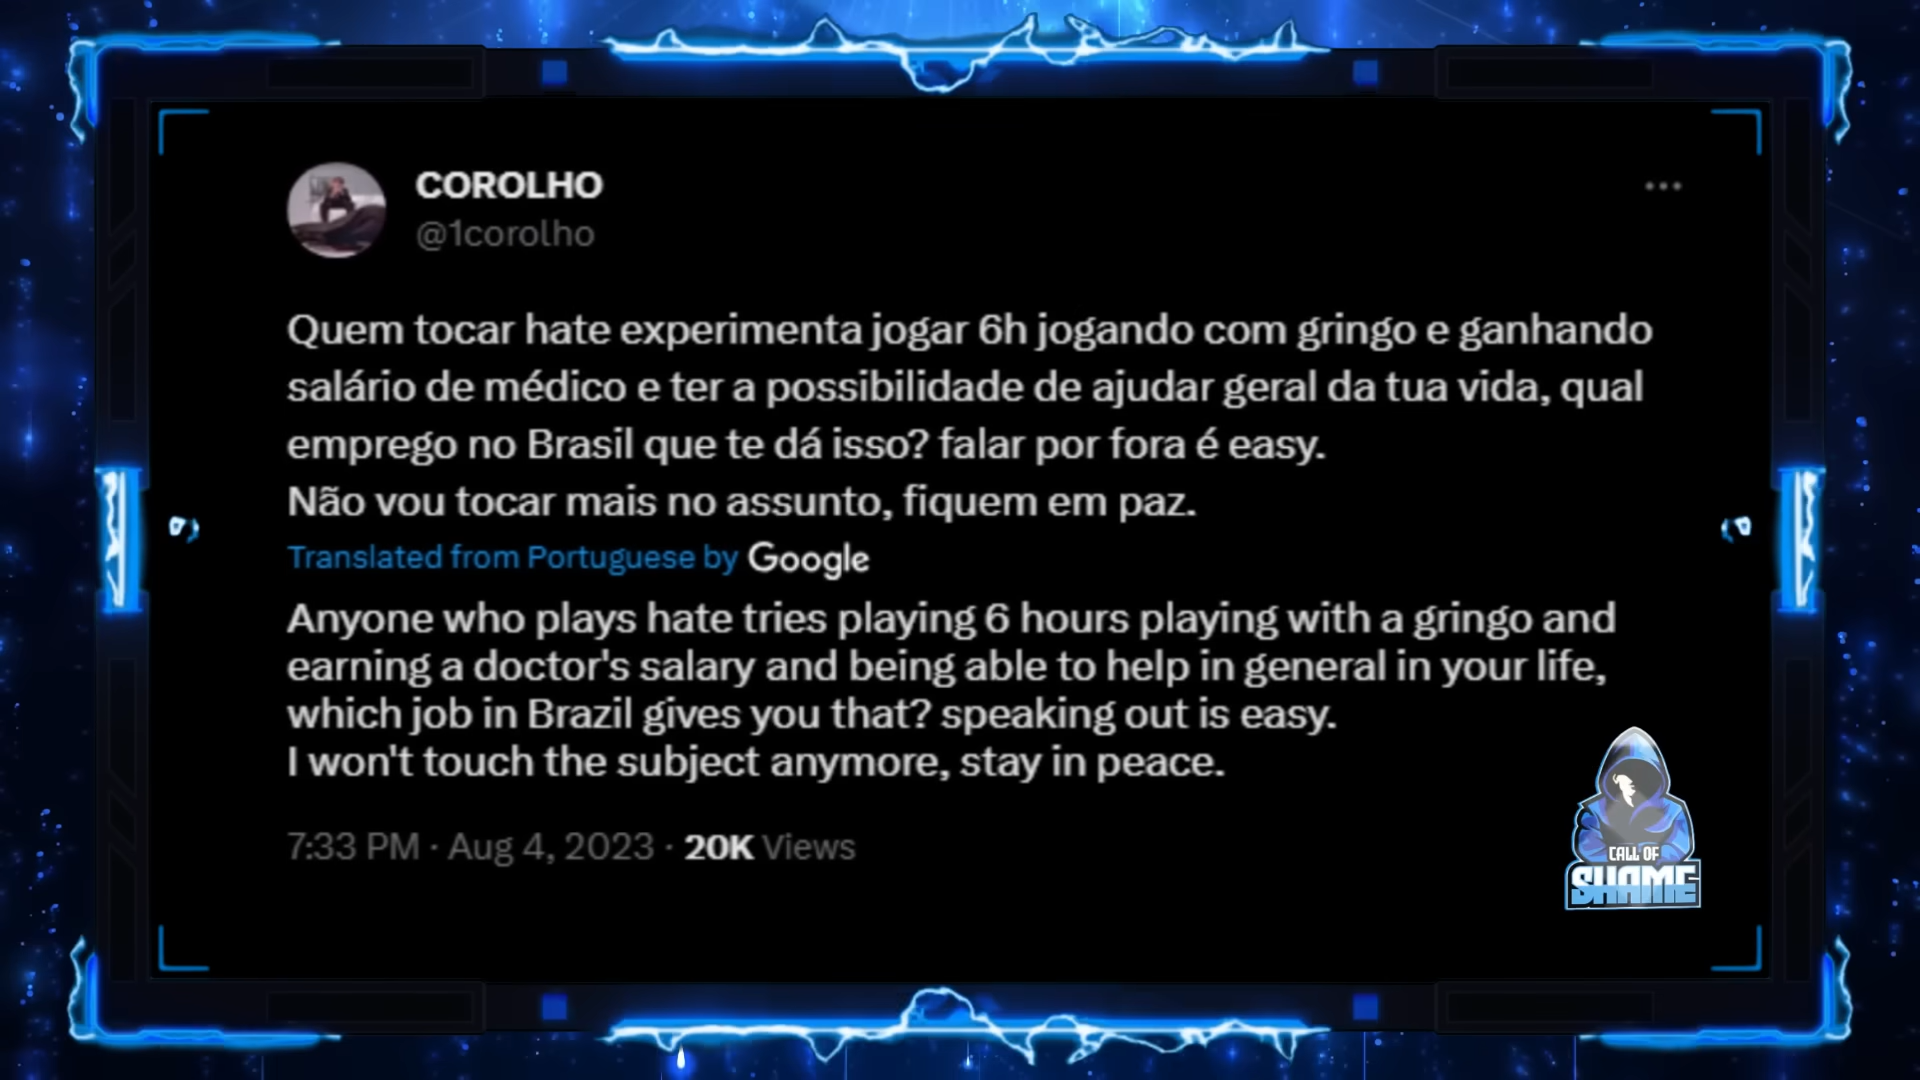 COROLHO
@1corolho
Quem tocar hate experimenta jogar 6h jogando com gringo e ganhando
salário de médico e ter a possibilidade de ajudar geral da tua vida, qual
emprego no Brasil que te dá isso? falar por fora é easy.
Não vou tocar mais no assunto, fiquem em paz.
Translated from Portuguese by Google
Anyone who plays hate tries playing 6 hours playing with a gringo and
earning a doctor's salary and being able to help in general in your life,
which job in Brazil gives you that? speaking out is easy.
I won't touch the subject anymore, stay in peace.
7:33 PM · Aug 4, 2023 · 20K Views
CALL OF
SHAME